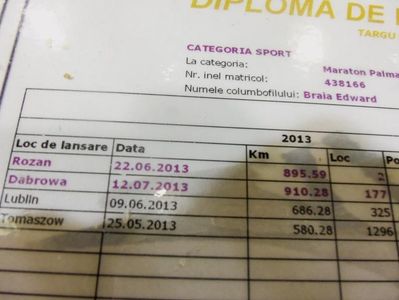 DIPLOMA DE
TARGU
CATEGORIA SPORT
La categoria: Maraton Palma
Nr. inel matricol: 438166
Numele columbofilului: Braia Edward
2013
Loc de lansare Data Km Loc Po
Rozan 22.06.2013 895.59 2
Dabrowa 12.07.2013 910.28 177
Lublin 09.06.2013 686.28 325
Tomaszow 25.05.2013 580.28 1296